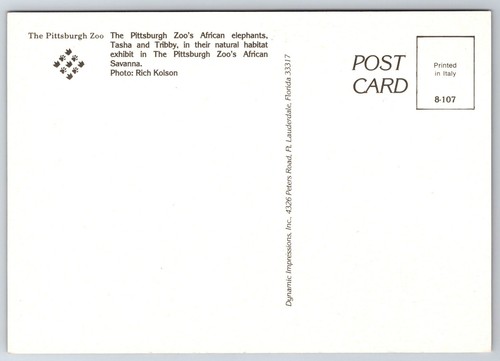 The Pittsburgh Zoo
The Pittsburgh Zoo's African elephants,
Tasha and Tribby, in their natural habitat
exhibit in The Pittsburgh Zoo's African
Savanna.
Photo: Rich Kolson
Dynamic Impressions, Inc., 4326 Peters Road, Ft. Lauderdale, Florida 33317
POST
CARD
Printed
in Italy
8-107